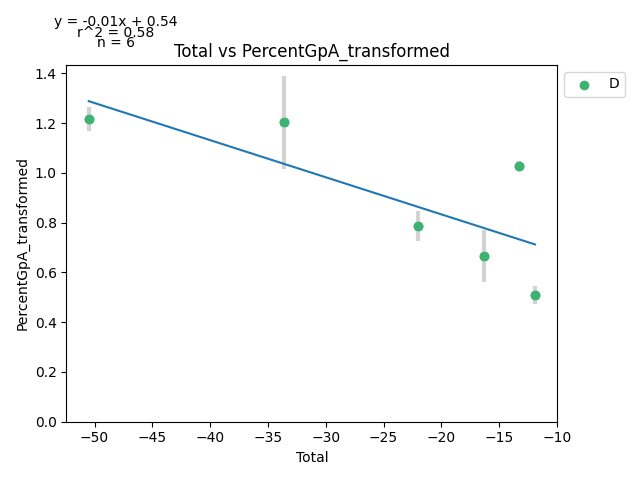 y = -0.01x + 0.54
r^2 = 0.58
n = 6
Total vs PercentGpA_transformed
D
PercentGpA_transformed
1.4
1.2
1.0
0.8
0.6
0.4
0.2
0.0
−50 −45 −40 −35 −30 −25 −20 −15 −10
Total